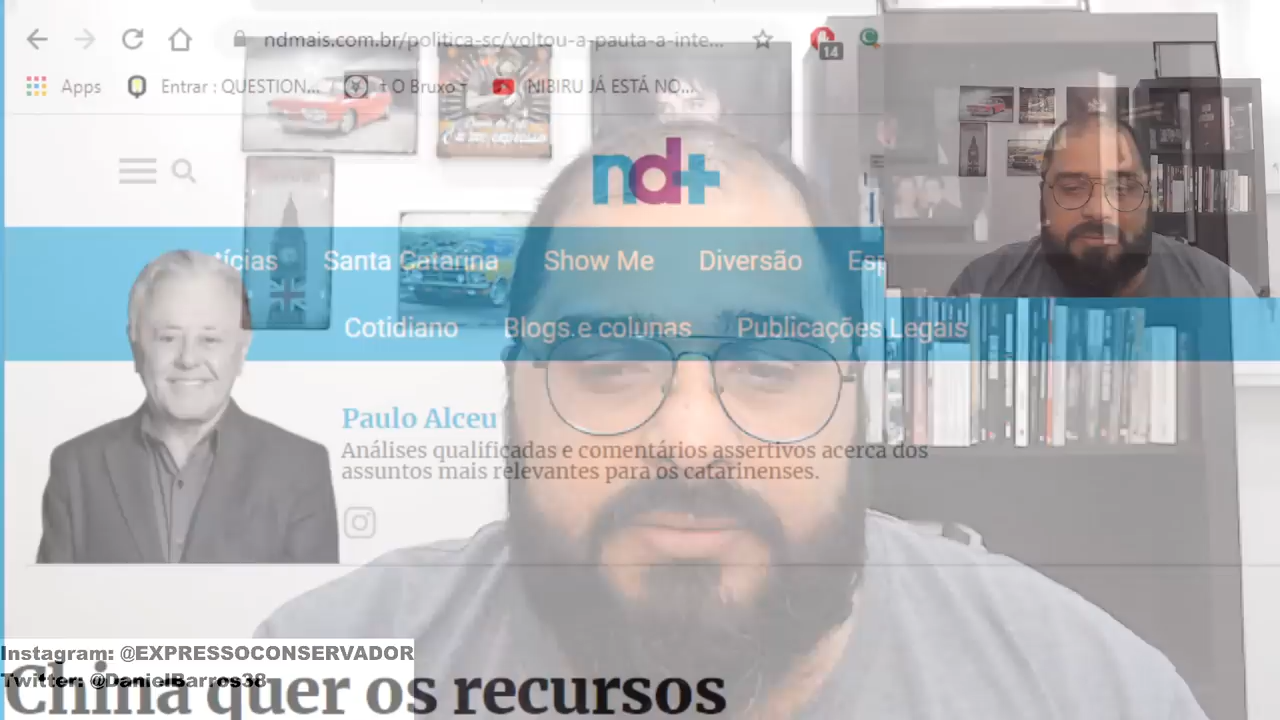 ndmais.com.br/politica-sc/voltou-a-pauta-a-inte...
14
Apps
Entrar : QUESTION...
+ O Bruxo +
NIBIRU JÁ ESTÁ NO...
nd+
tícias
Santa Catarina
Show Me
Diversão
Esp
Cotidiano
Blogs e colunas
Publicações Legais
Paulo Alceu
Análises qualificadas e comentários assertivos acerca dos
assuntos mais relevantes para os catarinenses.
Instagram: @EXPRESSOCONSERVADOR
Twitter: @DanielBarros38
China quer os recursos